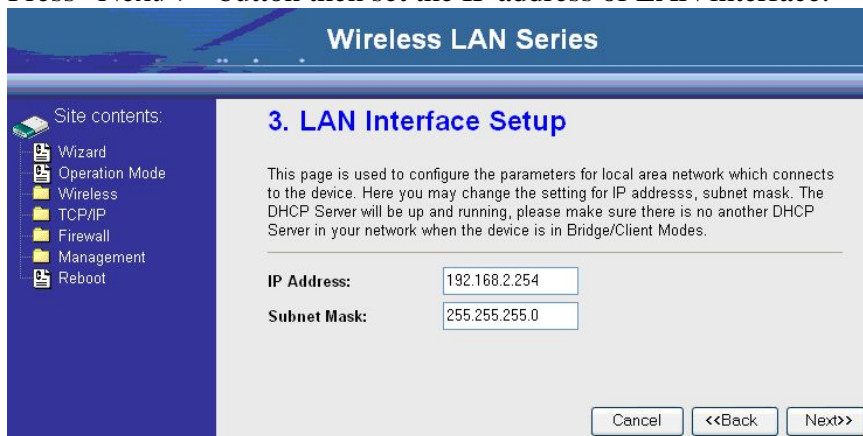 Press "Next>>" button then set the IP address of LAN interface.
Wireless LAN Series
Site contents:
Wizard
Operation Mode
Wireless
TCP/IP
Firewall
Management
Reboot
3. LAN Interface Setup
This page is used to configure the parameters for local area network which connects
to the device. Here you may change the setting for IP addresss, subnet mask. The
DHCP Server will be up and running, please make sure there is no another DHCP
Server in your network when the device is in Bridge/Client Modes.
IP Address: 192.168.2.254
Subnet Mask: 255.255.255.0
Cancel <<Back Next>>